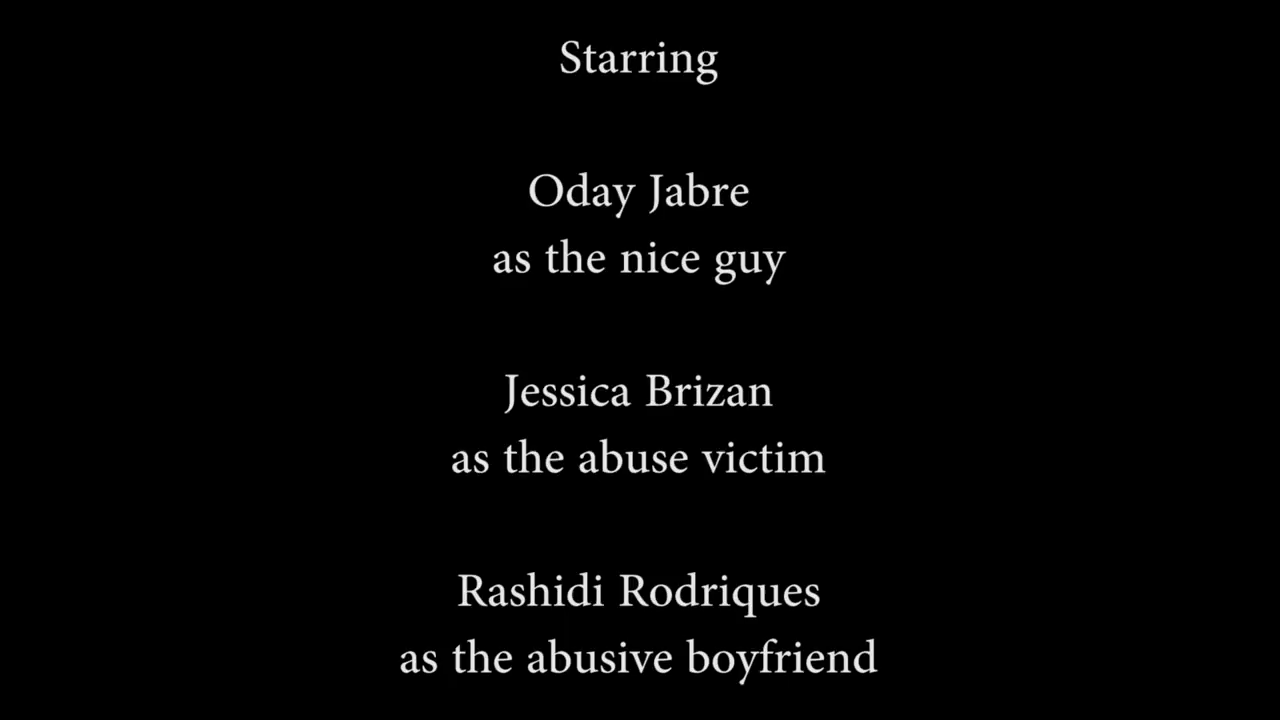 Starring
Oday Jabre
as the nice guy
Jessica Brizan
as the abuse victim
Rashidi Rodriques
as the abusive boyfriend